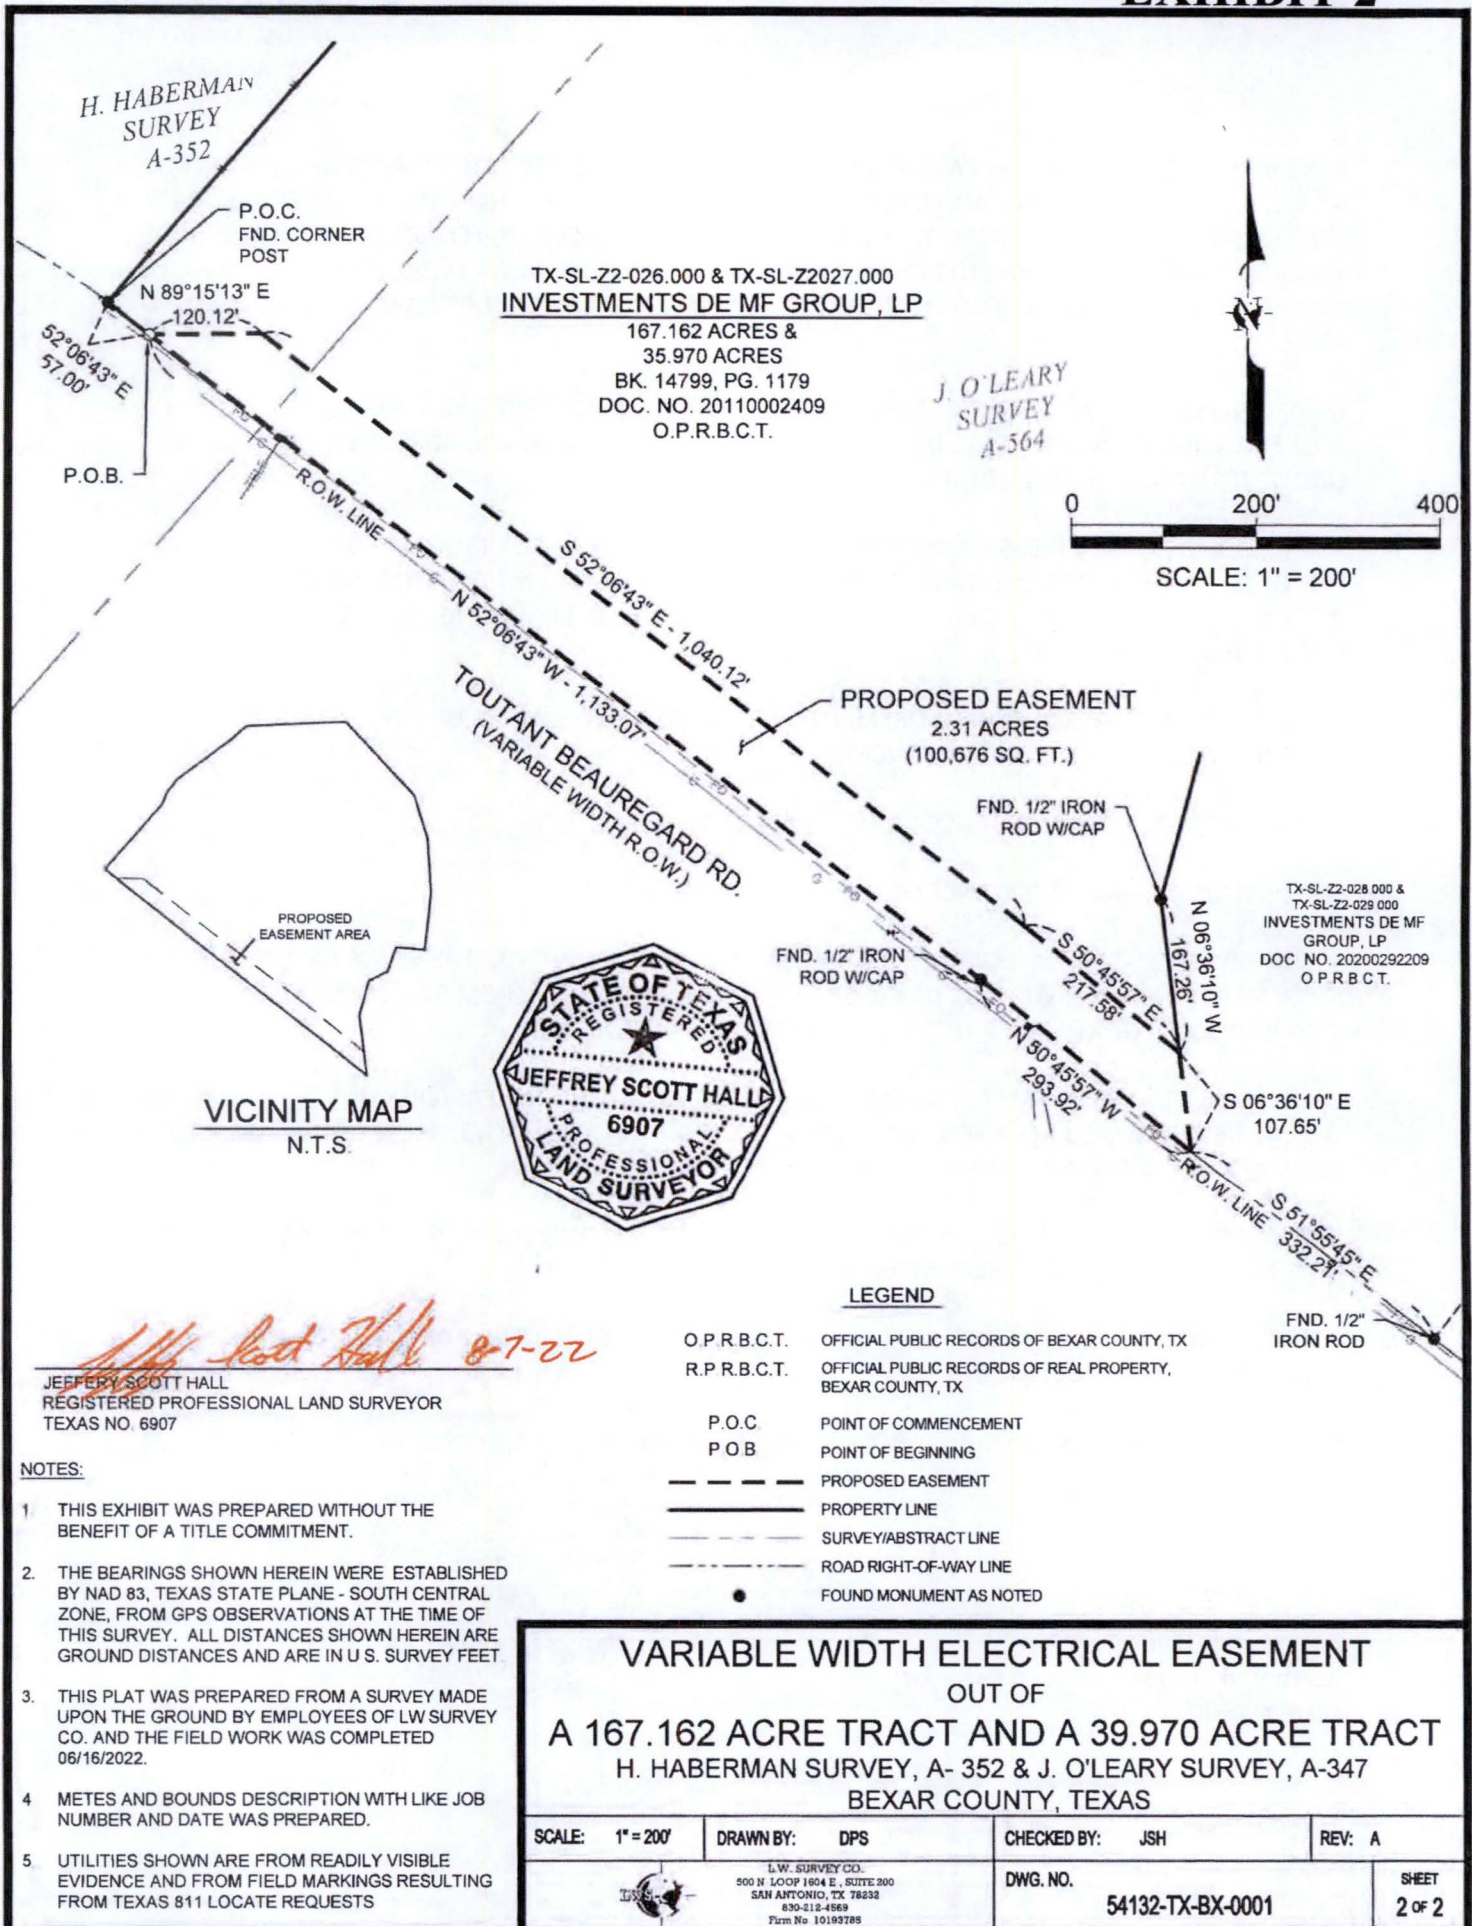 EXHIBIT 2
H. HABERMAN
SURVEY
A-352
P.O.C.
FND. CORNER
POST
N 89°15'13" E
120.12'
52°06'43" E
57.00'
P.O.B.
TX-SL-Z2-026.000 & TX-SL-Z2027.000
INVESTMENTS DE MF GROUP, LP
167.162 ACRES &
35.970 ACRES
BK. 14799, PG. 1179
DOC. NO. 20110002409
O.P.R.B.C.T.
J. O'LEARY
SURVEY
A-564
N
0 200' 400'
SCALE: 1" = 200'
R.O.W. LINE
S 52°06'43" E - 1,040.12'
N 52°06'43" W - 1,133.07'
TOUTANT BEAUREGARD RD.
(VARIABLE WIDTH R.O.W.)
PROPOSED EASEMENT
2.31 ACRES
(100,676 SQ. FT.)
FND. 1/2" IRON
ROD W/CAP
TX-SL-Z2-028 000 &
TX-SL-Z2-029 000
INVESTMENTS DE MF
GROUP, LP
DOC NO. 20200292209
O P.R B C T.
N 06°36'10" W
167.26'
S 50°45'57" E
217.58'
FND. 1/2" IRON
ROD W/CAP
N 50°45'57" W
293.92'
S 06°36'10" E
107.65'
R.O.W. LINE
S 51°55'45" E
332.27'
FND. 1/2"
IRON ROD
PROPOSED
EASEMENT AREA
VICINITY MAP
N.T.S.
STATE OF TEXAS
REGISTERED
JEFFREY SCOTT HALL
6907
PROFESSIONAL
LAND SURVEYOR
Scott Hall 8-7-22
JEFFERY SCOTT HALL
REGISTERED PROFESSIONAL LAND SURVEYOR
TEXAS NO. 6907
LEGEND
O.P.R.B.C.T. OFFICIAL PUBLIC RECORDS OF BEXAR COUNTY, TX
R.P R.B.C.T. OFFICIAL PUBLIC RECORDS OF REAL PROPERTY,
BEXAR COUNTY, TX
P.O.C. POINT OF COMMENCEMENT
P O B POINT OF BEGINNING
PROPOSED EASEMENT
PROPERTY LINE
SURVEY/ABSTRACT LINE
ROAD RIGHT-OF-WAY LINE
FOUND MONUMENT AS NOTED
NOTES:
1 THIS EXHIBIT WAS PREPARED WITHOUT THE
BENEFIT OF A TITLE COMMITMENT.
2. THE BEARINGS SHOWN HEREIN WERE ESTABLISHED
BY NAD 83, TEXAS STATE PLANE - SOUTH CENTRAL
ZONE, FROM GPS OBSERVATIONS AT THE TIME OF
THIS SURVEY. ALL DISTANCES SHOWN HEREIN ARE
GROUND DISTANCES AND ARE IN U S. SURVEY FEET.
3. THIS PLAT WAS PREPARED FROM A SURVEY MADE
UPON THE GROUND BY EMPLOYEES OF LW SURVEY
CO. AND THE FIELD WORK WAS COMPLETED
06/16/2022.
4 METES AND BOUNDS DESCRIPTION WITH LIKE JOB
NUMBER AND DATE WAS PREPARED.
5. UTILITIES SHOWN ARE FROM READILY VISIBLE
EVIDENCE AND FROM FIELD MARKINGS RESULTING
FROM TEXAS 811 LOCATE REQUESTS
VARIABLE WIDTH ELECTRICAL EASEMENT
OUT OF
A 167.162 ACRE TRACT AND A 39.970 ACRE TRACT
H. HABERMAN SURVEY, A- 352 & J. O'LEARY SURVEY, A-347
BEXAR COUNTY, TEXAS
SCALE: 1" = 200' DRAWN BY: DPS CHECKED BY: JSH REV: A
L.W. SURVEY CO.
500 N LOOP 1604 E, SUITE 200
SAN ANTONIO, TX 78232
830-212-4569
Firm No 10193785
DWG. NO.
54132-TX-BX-0001
SHEET
2 OF 2